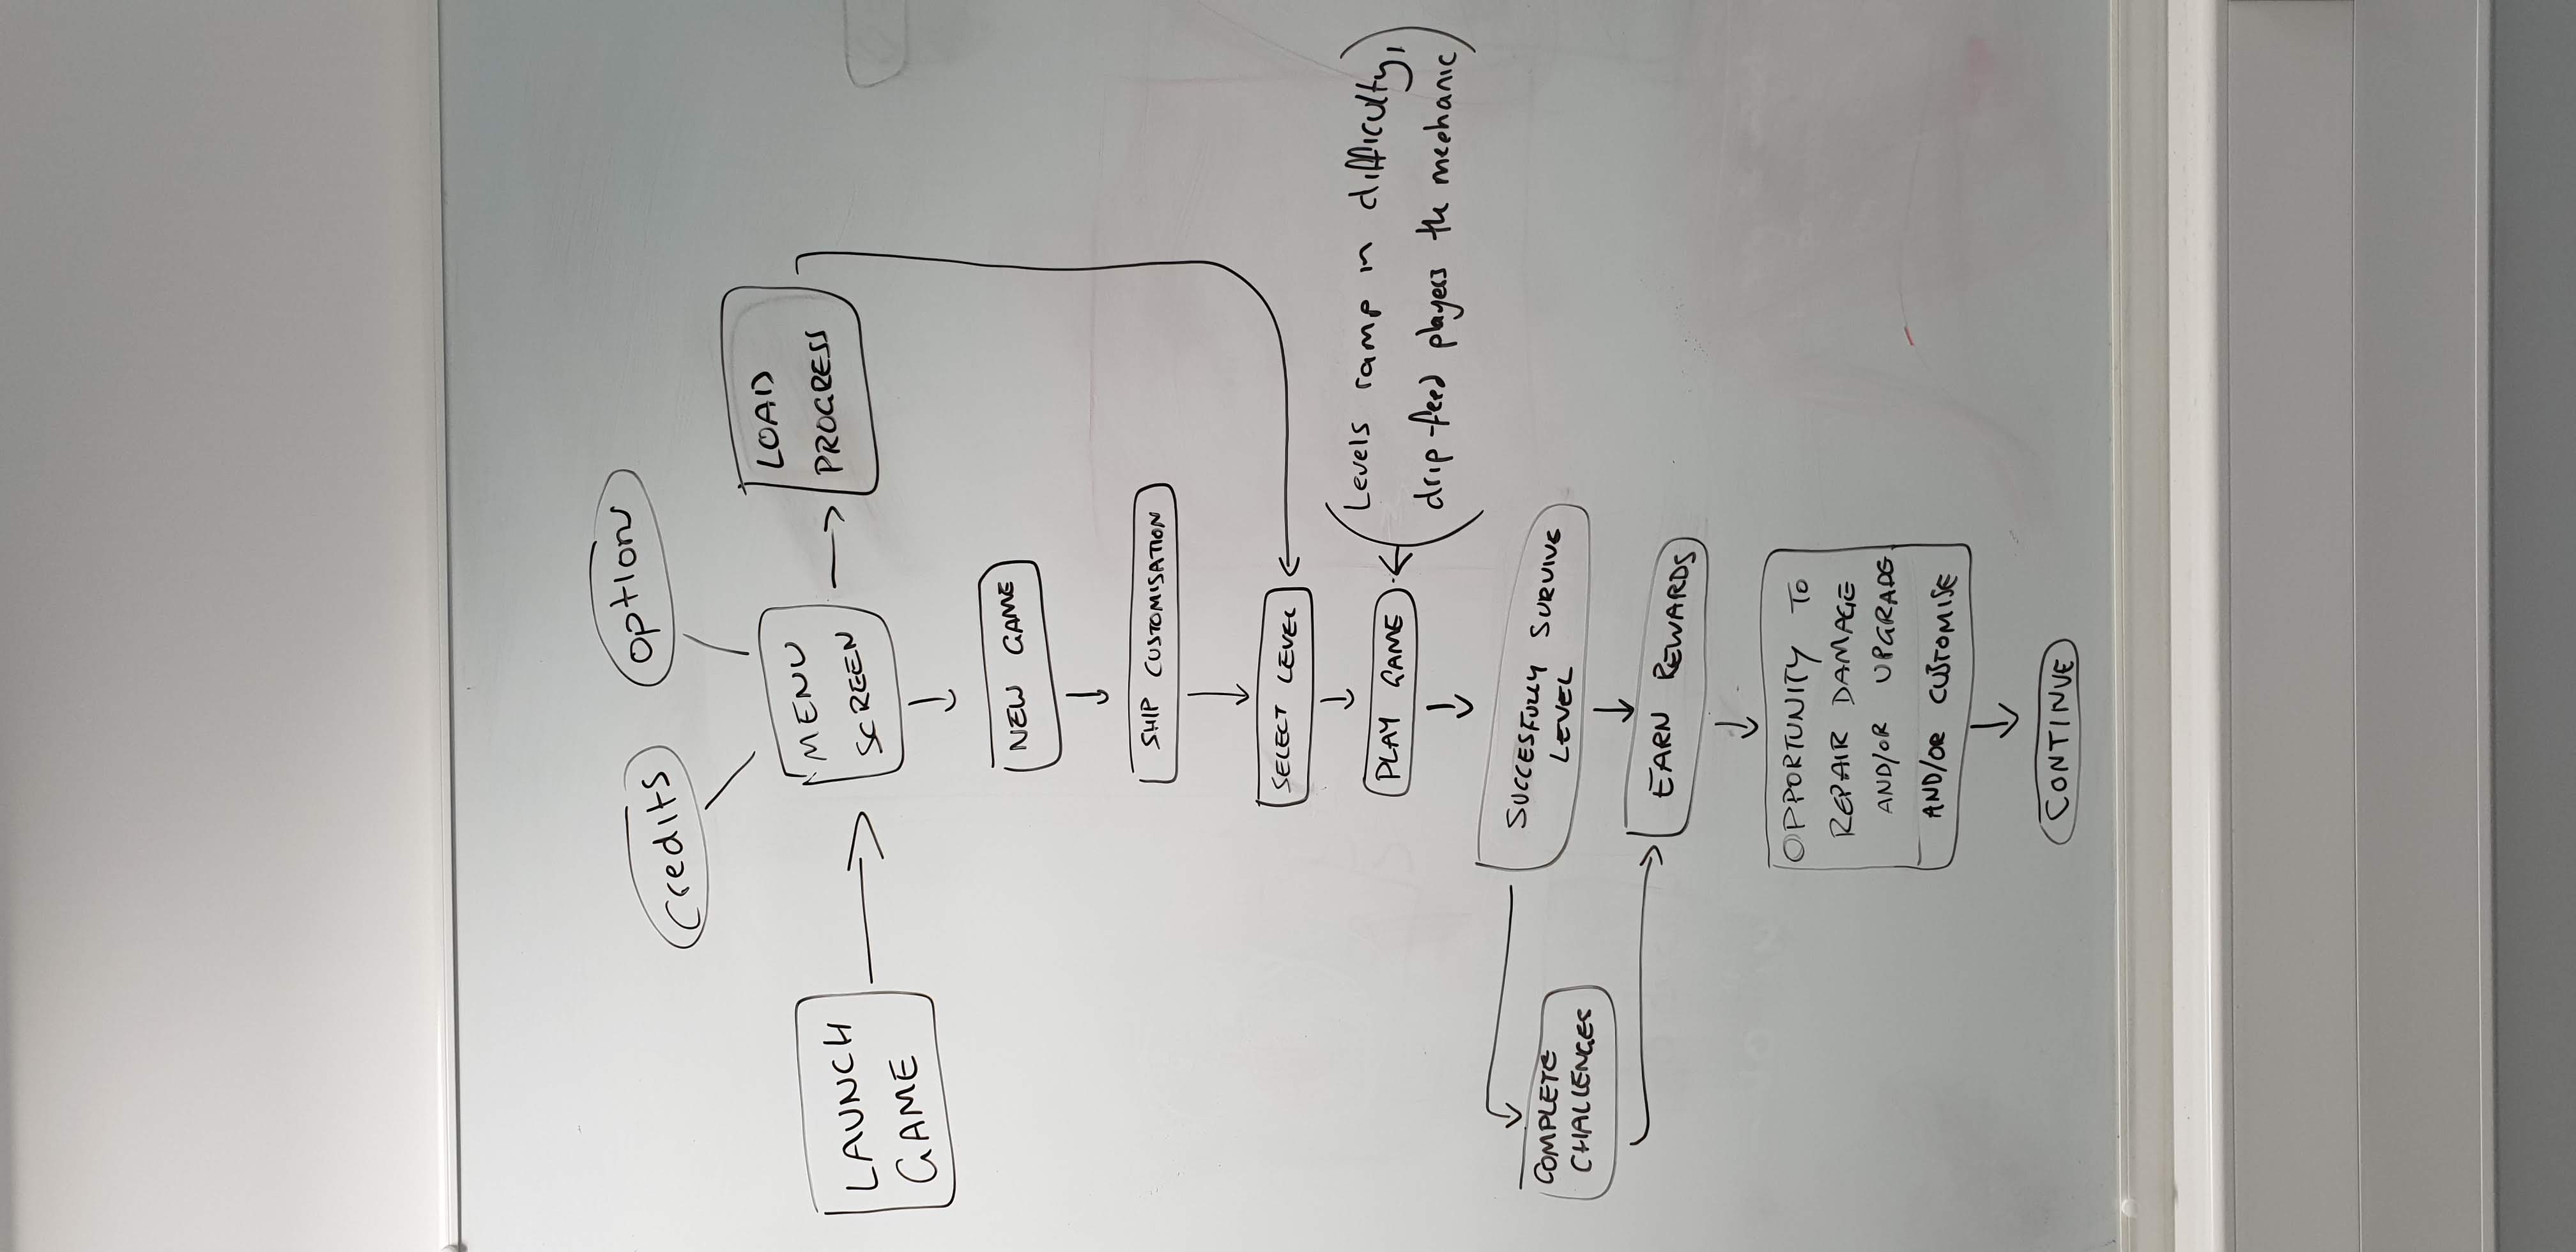 Credits
option
MENU
SCREEN
LOAD
PROGRESS
LAUNCH
GAME
NEW GAME
SHIP CUSTOMISATION
SELECT LEVEL
PLAY GAME
Levels ramp in difficulty,
drip-feed players the mechanic
SUCCESFULLY SURVIVE
LEVEL
COMPLETE
CHALLENGES
EARN REWARDS
OPPORTUNITY TO
REPAIR DAMAGE
AND/OR UPGRADE
AND/OR CUSTOMISE
CONTINUE